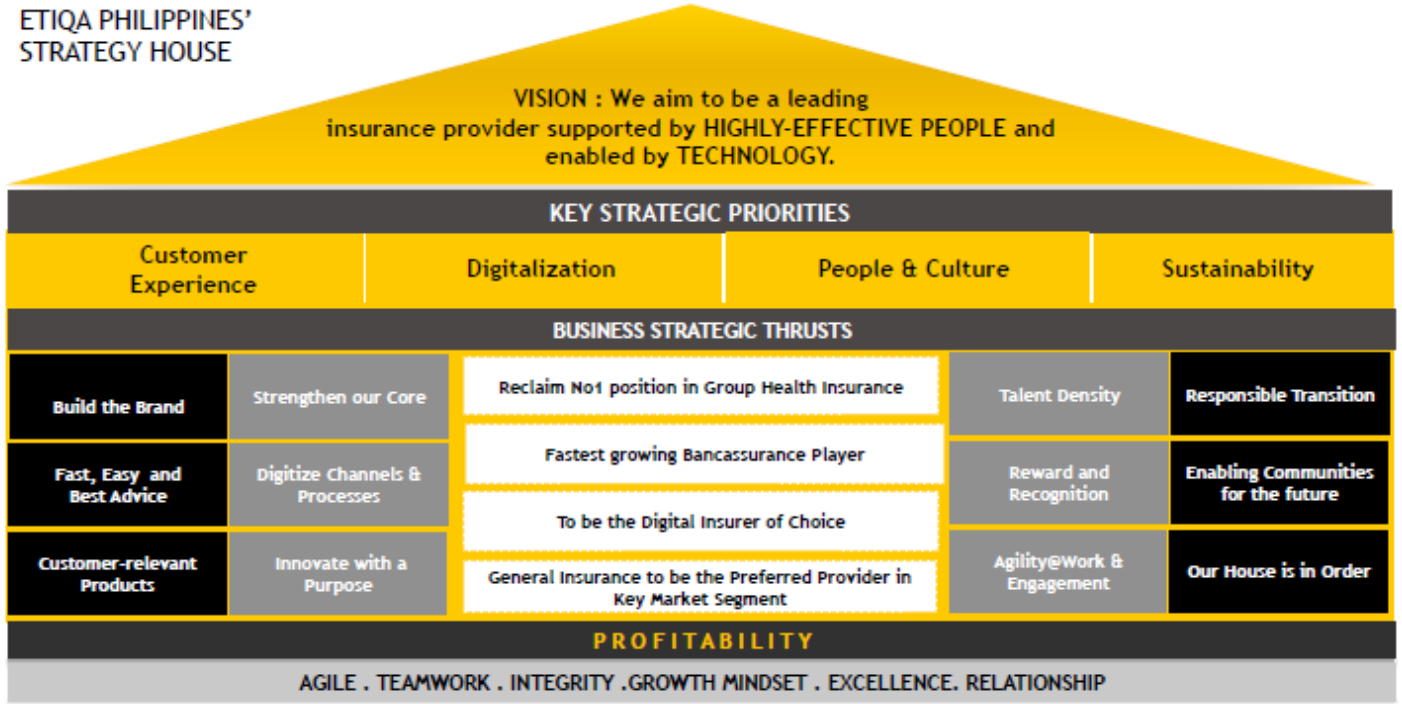 ETIQA PHILIPPINES'
STRATEGY HOUSE
VISION : We aim to be a leading
insurance provider supported by HIGHLY-EFFECTIVE PEOPLE and
enabled by TECHNOLOGY.
KEY STRATEGIC PRIORITIES
Customer
Experience
Digitalization
People & Culture
Sustainability
BUSINESS STRATEGIC THRUSTS
Build the Brand
Fast, Easy and
Best Advice
Customer-relevant
Products
Strengthen our Core
Digitize Channels &
Processes
Innovate with a
Purpose
Reclaim No1 position in Group Health Insurance
Fastest growing Bancassurance Player
To be the Digital Insurer of Choice
General Insurance to be the Preferred Provider in
Key Market Segment
Talent Density
Reward and
Recognition
Agility@Work &
Engagement
Responsible Transition
Enabling Communities
for the future
Our House is in Order
PROFITABILITY
AGILE . TEAMWORK . INTEGRITY .GROWTH MINDSET . EXCELLENCE. RELATIONSHIP